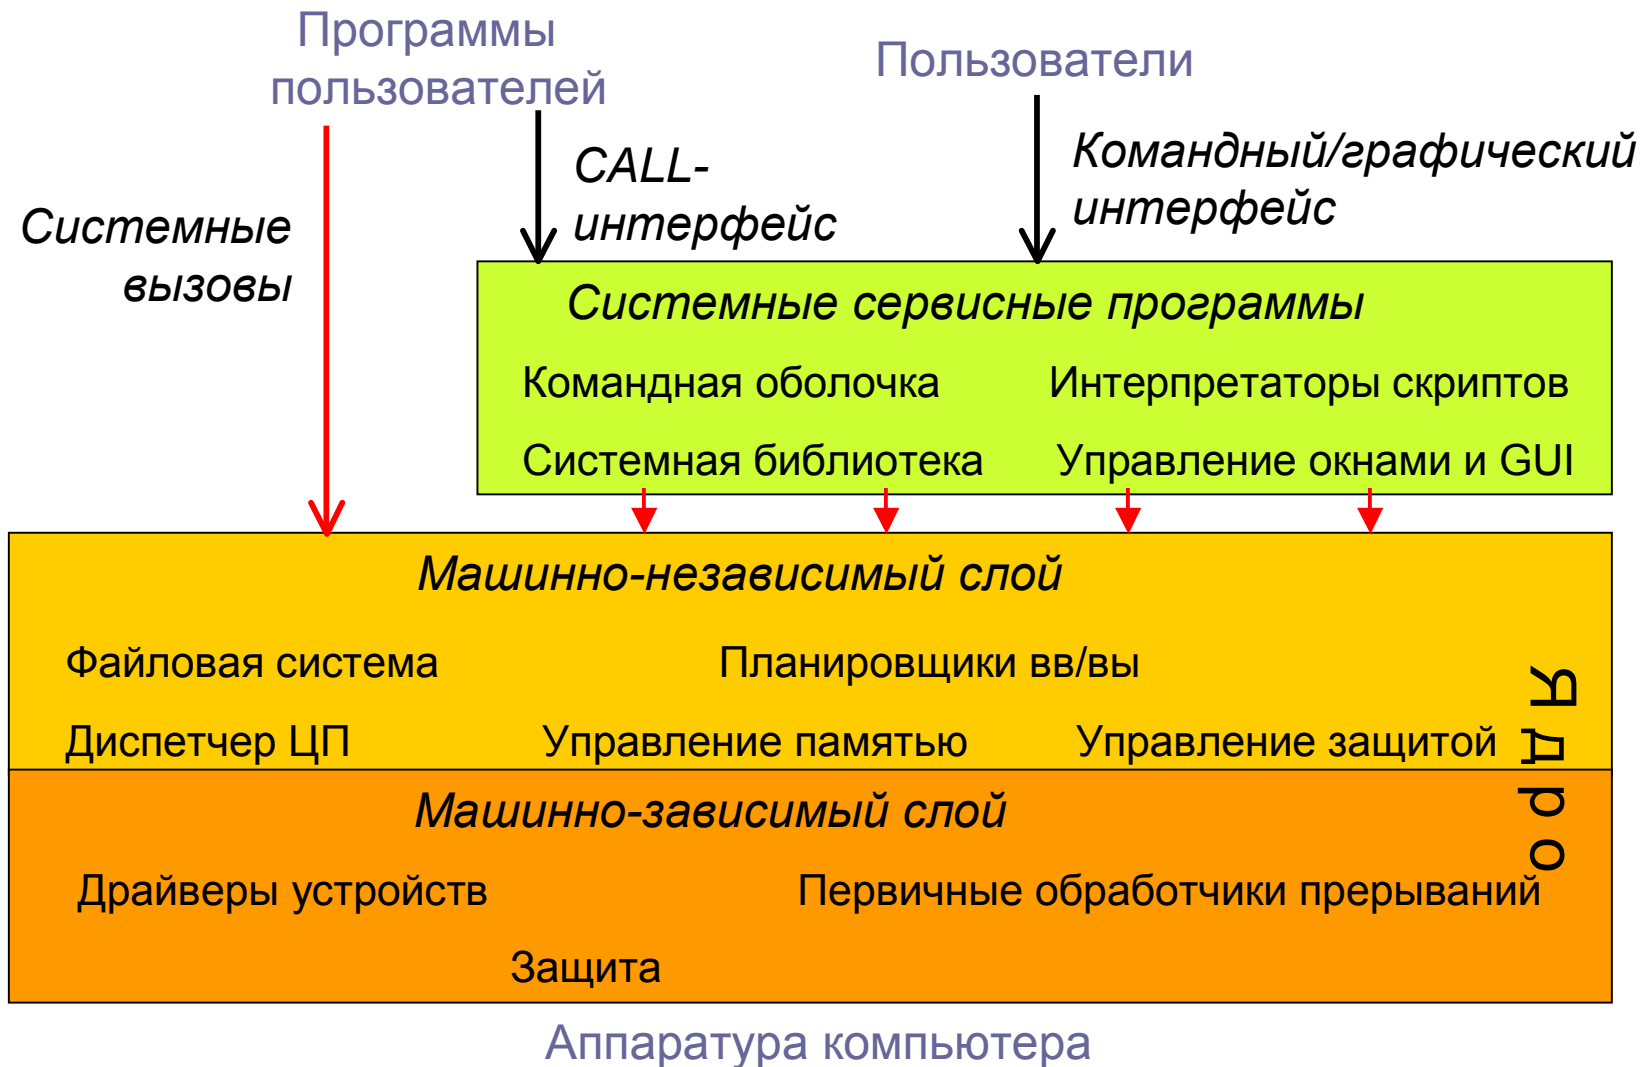 Программы
пользователей
Пользователи
CALL-
интерфейс
Командный/графический
интерфейс
Системные
вызовы
Системные сервисные программы
Командная оболочка
Интерпретаторы скриптов
Системная библиотека
Управление окнами и GUI
Машинно-независимый слой
Файловая система
Планировщики вв/вы
Диспетчер ЦП
Управление памятью
Управление защитой
Ядро
Машинно-зависимый слой
Драйверы устройств
Первичные обработчики прерываний
Защита
Аппаратура компьютера